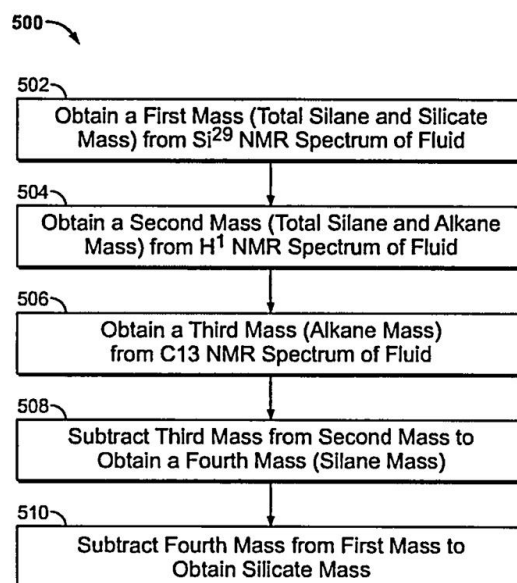 500
502
Obtain a First Mass (Total Silane and Silicate
Mass) from Si29 NMR Spectrum of Fluid
504
Obtain a Second Mass (Total Silane and Alkane
Mass) from H1 NMR Spectrum of Fluid
506
Obtain a Third Mass (Alkane Mass)
from C13 NMR Spectrum of Fluid
508
Subtract Third Mass from Second Mass to
Obtain a Fourth Mass (Silane Mass)
510
Subtract Fourth Mass from First Mass to
Obtain Silicate Mass